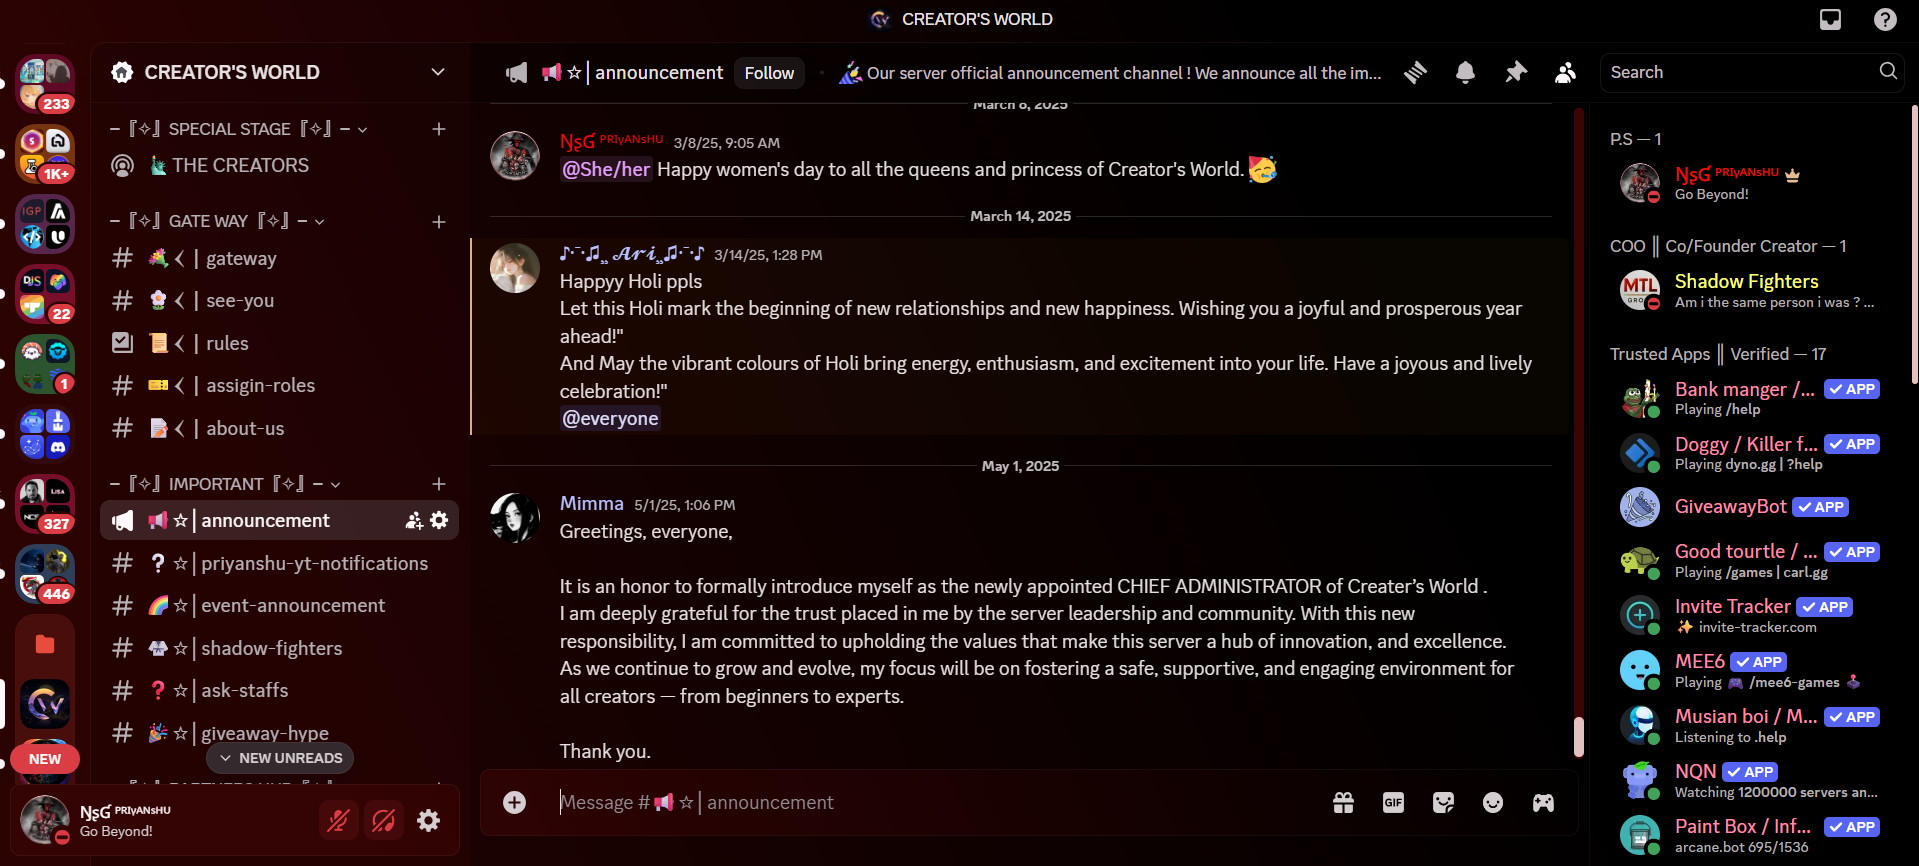 CREATOR'S WORLD
233
1K+
IGP
DJS
22
1
LISA
327
446
NEW
CREATOR'S WORLD
– 『✧』 SPECIAL STAGE 『✧』 –
🗽 THE CREATORS
– 『✧』 GATE WAY 『✧』 –
💐 ㇛ | gateway
🌼 ㇛ | see-you
📜 ㇛ | rules
🎫 ㇛ | assigin-roles
📝 ㇛ | about-us
– 『✧』 IMPORTANT 『✧』 –
📢 ☆ | announcement
❔ ☆ | priyanshu-yt-notifications
🌈 ☆ | event-announcement
🥋 ☆ | shadow-fighters
❓ ☆ | ask-staffs
🎉 ☆ | giveaway-hype
NEW UNREADS
ŊʂƓ ᴾᴿᴵᵧᴬᴺˢᴴᵁ
Go Beyond!
📢 ☆ | announcement
Follow
🎉 Our server official announcement channel ! We announce all the im...
Search
March 8, 2025
ŊʂƓ ᴾᴿᴵᵧᴬᴺˢᴴᵁ 3/8/25, 9:05 AM
@She/her Happy women's day to all the queens and princess of Creator's World. 🥳
March 14, 2025
♪·¯·♫¸¸ 𝓐𝓻𝓲 ¸¸♫·¯·♪ 3/14/25, 1:28 PM
Happyy Holi ppls
Let this Holi mark the beginning of new relationships and new happiness. Wishing you a joyful and prosperous year
ahead!"
And May the vibrant colours of Holi bring energy, enthusiasm, and excitement into your life. Have a joyous and lively
celebration!"
@everyone
May 1, 2025
Mimma 5/1/25, 1:06 PM
Greetings, everyone,
It is an honor to formally introduce myself as the newly appointed CHIEF ADMINISTRATOR of Creater’s World .
I am deeply grateful for the trust placed in me by the server leadership and community. With this new
responsibility, I am committed to upholding the values that make this server a hub of innovation, and excellence.
As we continue to grow and evolve, my focus will be on fostering a safe, supportive, and engaging environment for
all creators — from beginners to experts.
Thank you.
Message #📢 ☆ | announcement
GIF
P.S — 1
ŊʂƓ ᴾᴿᴵᵧᴬᴺˢᴴᵁ
Go Beyond!
COO ║ Co/Founder Creator — 1
MTL
Shadow Fighters
Am i the same person i was ? ...
Trusted Apps ║ Verified — 17
Bank manger /... ✓ APP
Playing /help
Doggy / Killer f... ✓ APP
Playing dyno.gg | ?help
GiveawayBot ✓ APP
Good tourtle / ... ✓ APP
Playing /games | carl.gg
Invite Tracker ✓ APP
✨ invite-tracker.com
MEE6 ✓ APP
Playing 🎮 /mee6-games 🕹️
Musian boi / M... ✓ APP
Listening to .help
NQN ✓ APP
Watching 1200000 servers an...
Paint Box / Inf... ✓ APP
arcane.bot 695/1536